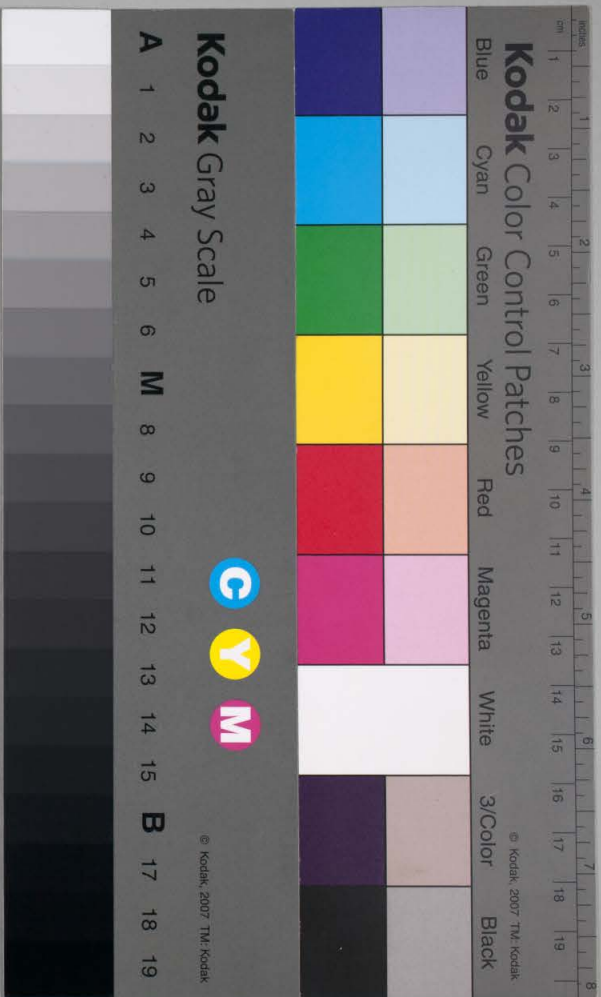 inches 1 2 3 4 5 6 7 8
cm 1 2 3 4 5 6 7 8 9 10 11 12 13 14 15 16 17 18 19
Kodak Color Control Patches
© Kodak, 2007 TM: Kodak
Blue Cyan Green Yellow Red Magenta White 3/Color Black
Kodak Gray Scale
C Y M
© Kodak, 2007 TM: Kodak
A 1 2 3 4 5 6 M 8 9 10 11 12 13 14 15 B 17 18 19